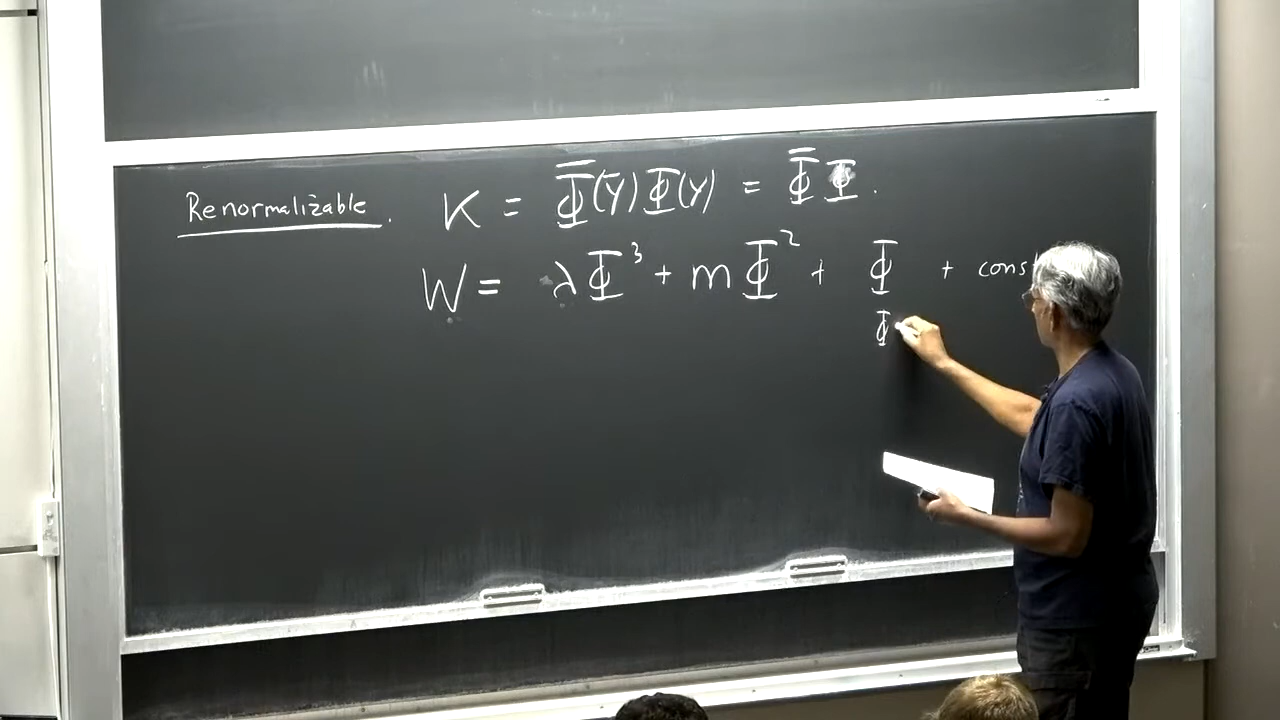 Renormalizable. K = Φ̅(y̅)Φ(y) = Φ̅Φ.
W = λΦ³ + mΦ² + Φ + cons
Φ